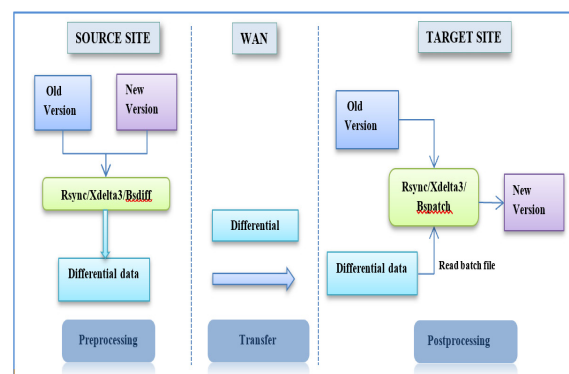 SOURCE SITE
Old
Version
New
Version
Rsync/Xdelta3/Bsdiff
Differential data
Preprocessing
WAN
Differential
Transfer
TARGET SITE
Old
Version
Rsync/Xdelta3/
Bspatch
New
Version
Differential data
Read batch file
Postprocessing